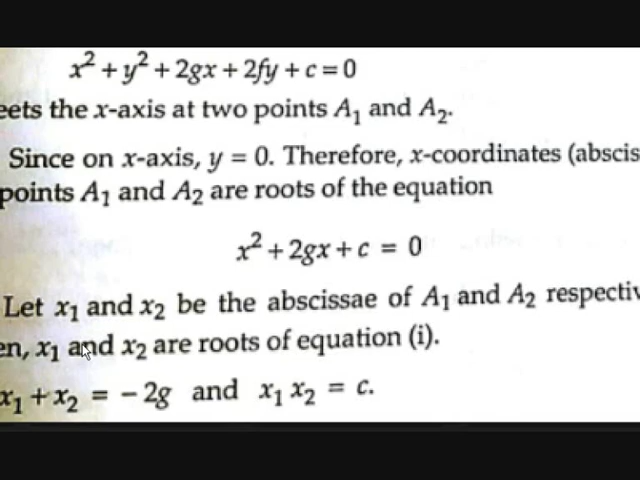 x² + y² + 2gx + 2fy + c = 0
eets the x-axis at two points A₁ and A₂.
Since on x-axis, y = 0. Therefore, x-coordinates (abscis
points A₁ and A₂ are roots of the equation
x² + 2gx + c = 0
Let x₁ and x₂ be the abscissae of A₁ and A₂ respectiv
en, x₁ and x₂ are roots of equation (i).
x₁ + x₂ = – 2g and x₁ x₂ = c.